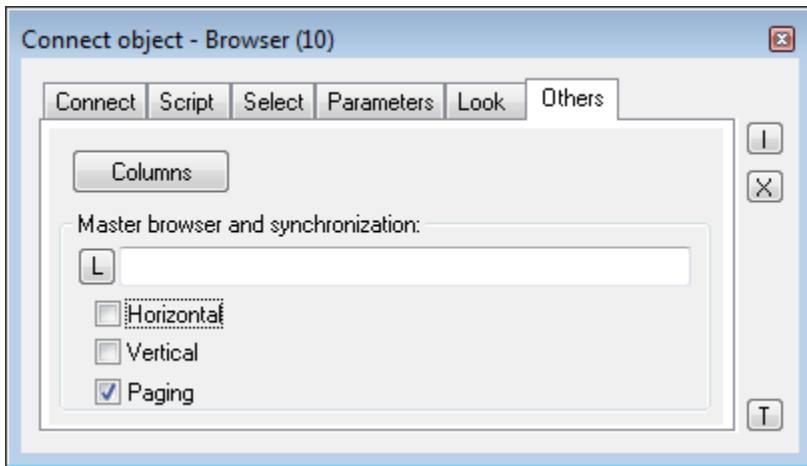 Connect object - Browser (10)
Connect Script Select Parameters Look Others
I
Columns
X
Master browser and synchronization:
L
Horizontal
Vertical
Paging
T